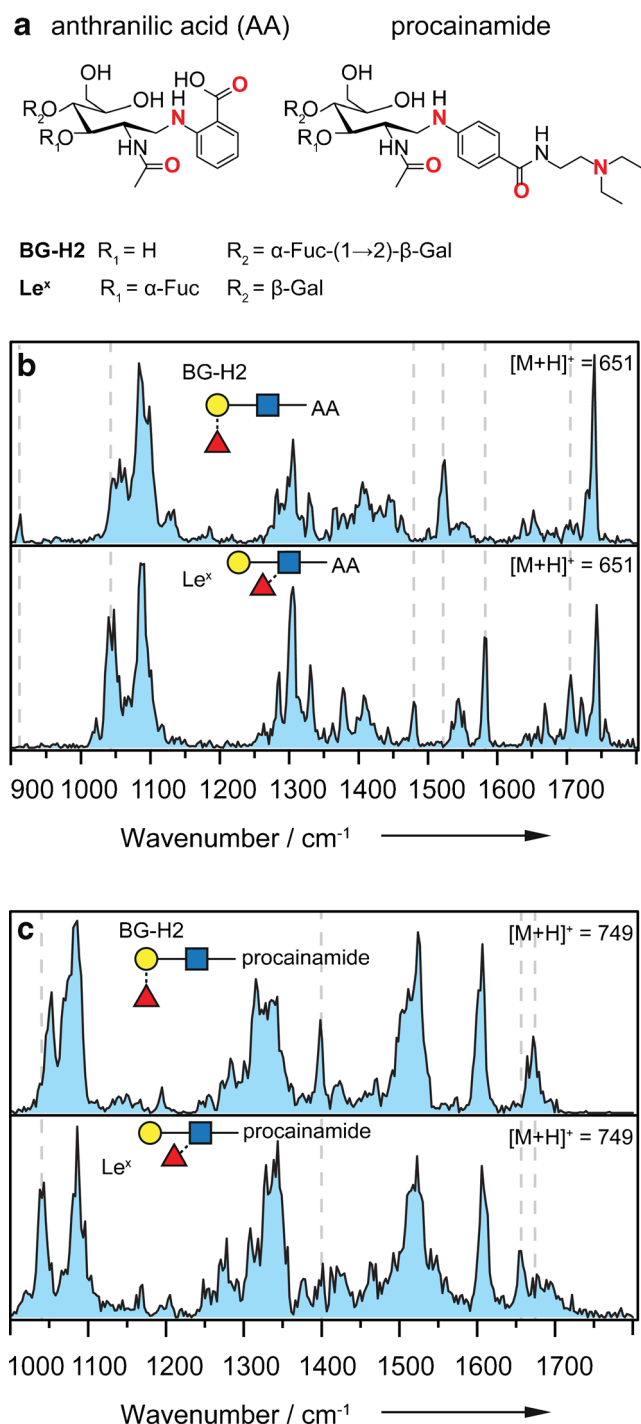 a anthranilic acid (AA) procainamide
OH
R₂O OH
R₁O
H
N
HO O
HN
O
OH
R₂O OH
R₁O
H
N
HN
O
H
N
O
N
BG-H2 R₁ = H R₂ = α-Fuc-(1→2)-β-Gal
Leˣ R₁ = α-Fuc R₂ = β-Gal
b
BG-H2
[M+H]⁺ = 651
AA
[M+H]⁺ = 651
Leˣ
AA
900 1000 1100 1200 1300 1400 1500 1600 1700
Wavenumber / cm⁻¹
c
BG-H2
[M+H]⁺ = 749
procainamide
[M+H]⁺ = 749
procainamide
Leˣ
1000 1100 1200 1300 1400 1500 1600 1700
Wavenumber / cm⁻¹